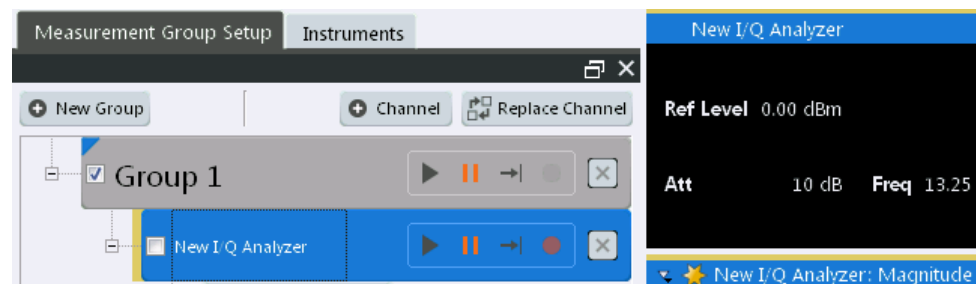 Measurement Group Setup Instruments
New Group Channel Replace Channel
Group 1
New I/Q Analyzer
New I/Q Analyzer
Ref Level 0.00 dBm
Att 10 dB Freq 13.25
New I/Q Analyzer: Magnitude